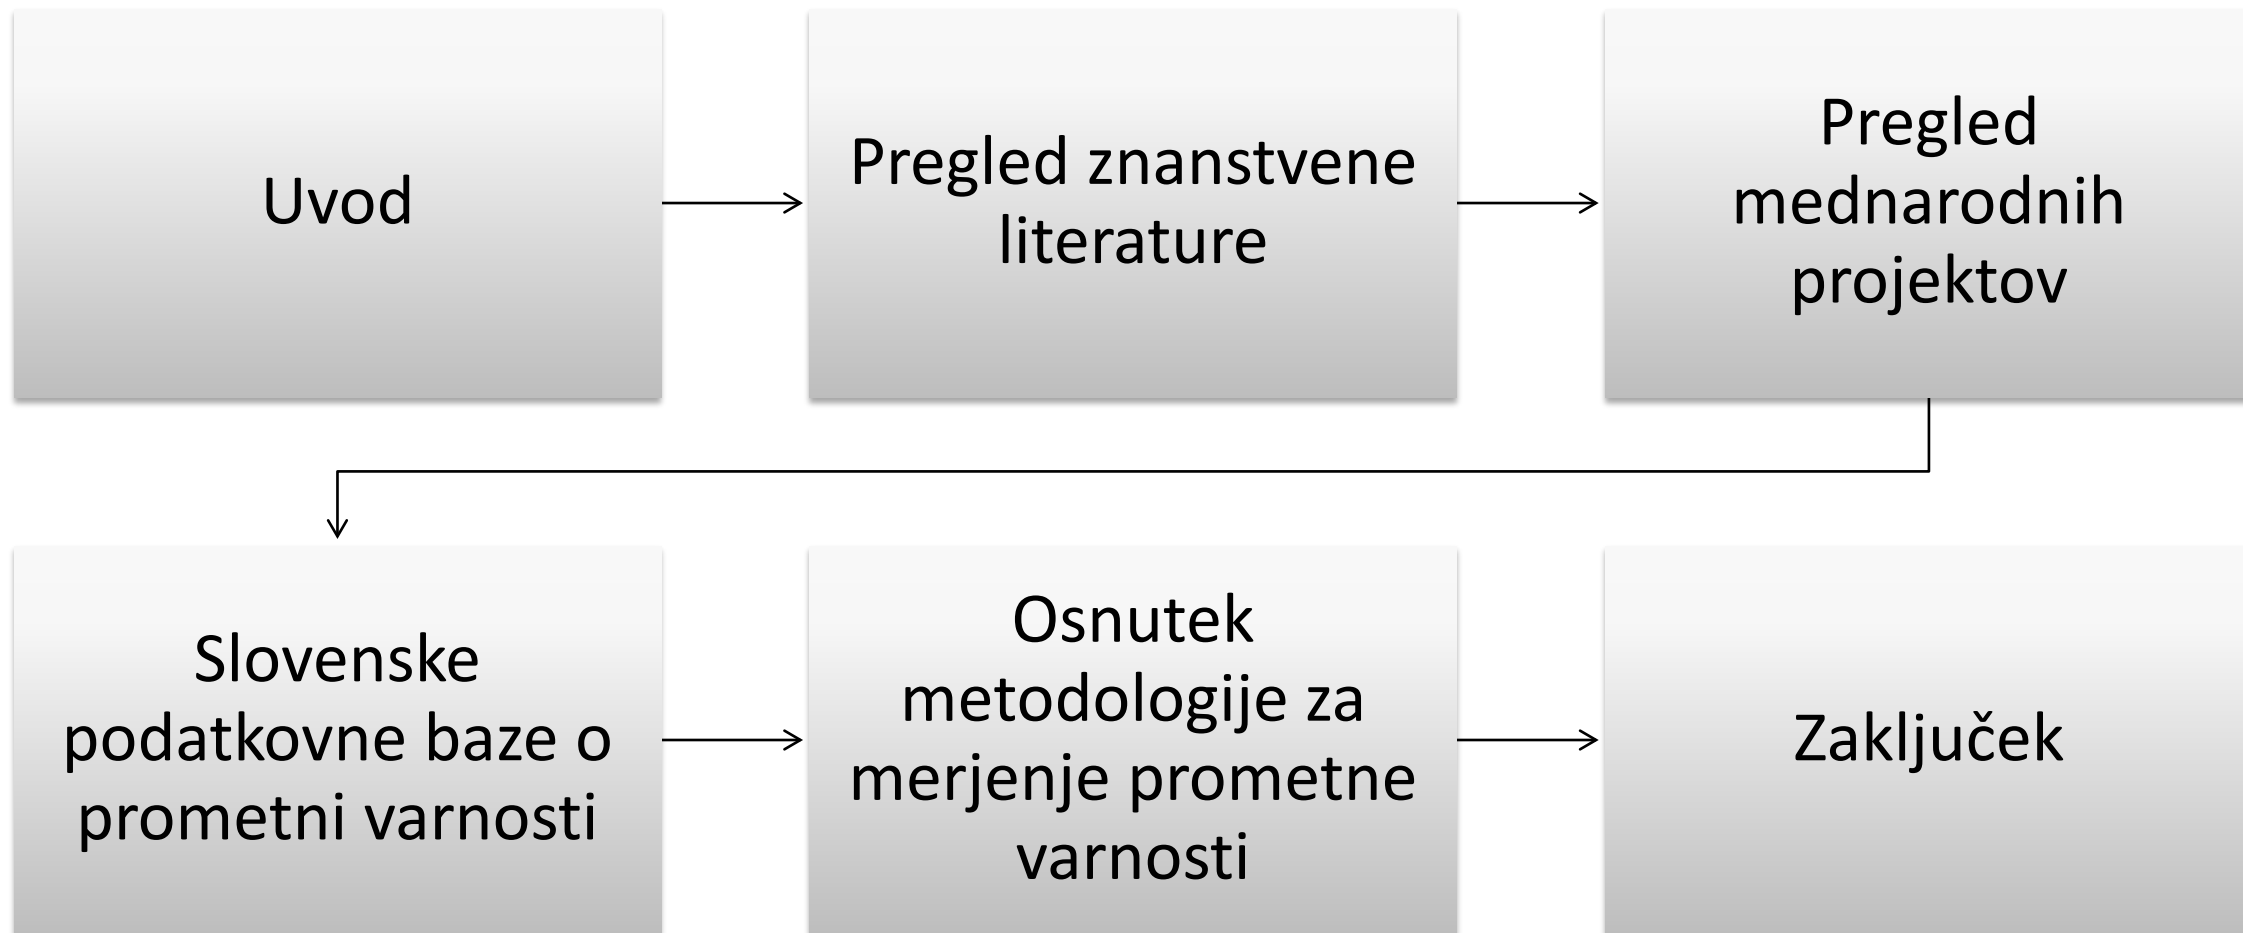 Uvod
Pregled znanstvene
literature
Pregled
mednarodnih
projektov
Slovenske
podatkovne baze o
prometni varnosti
Osnutek
metodologije za
merjenje prometne
varnosti
Zaključek